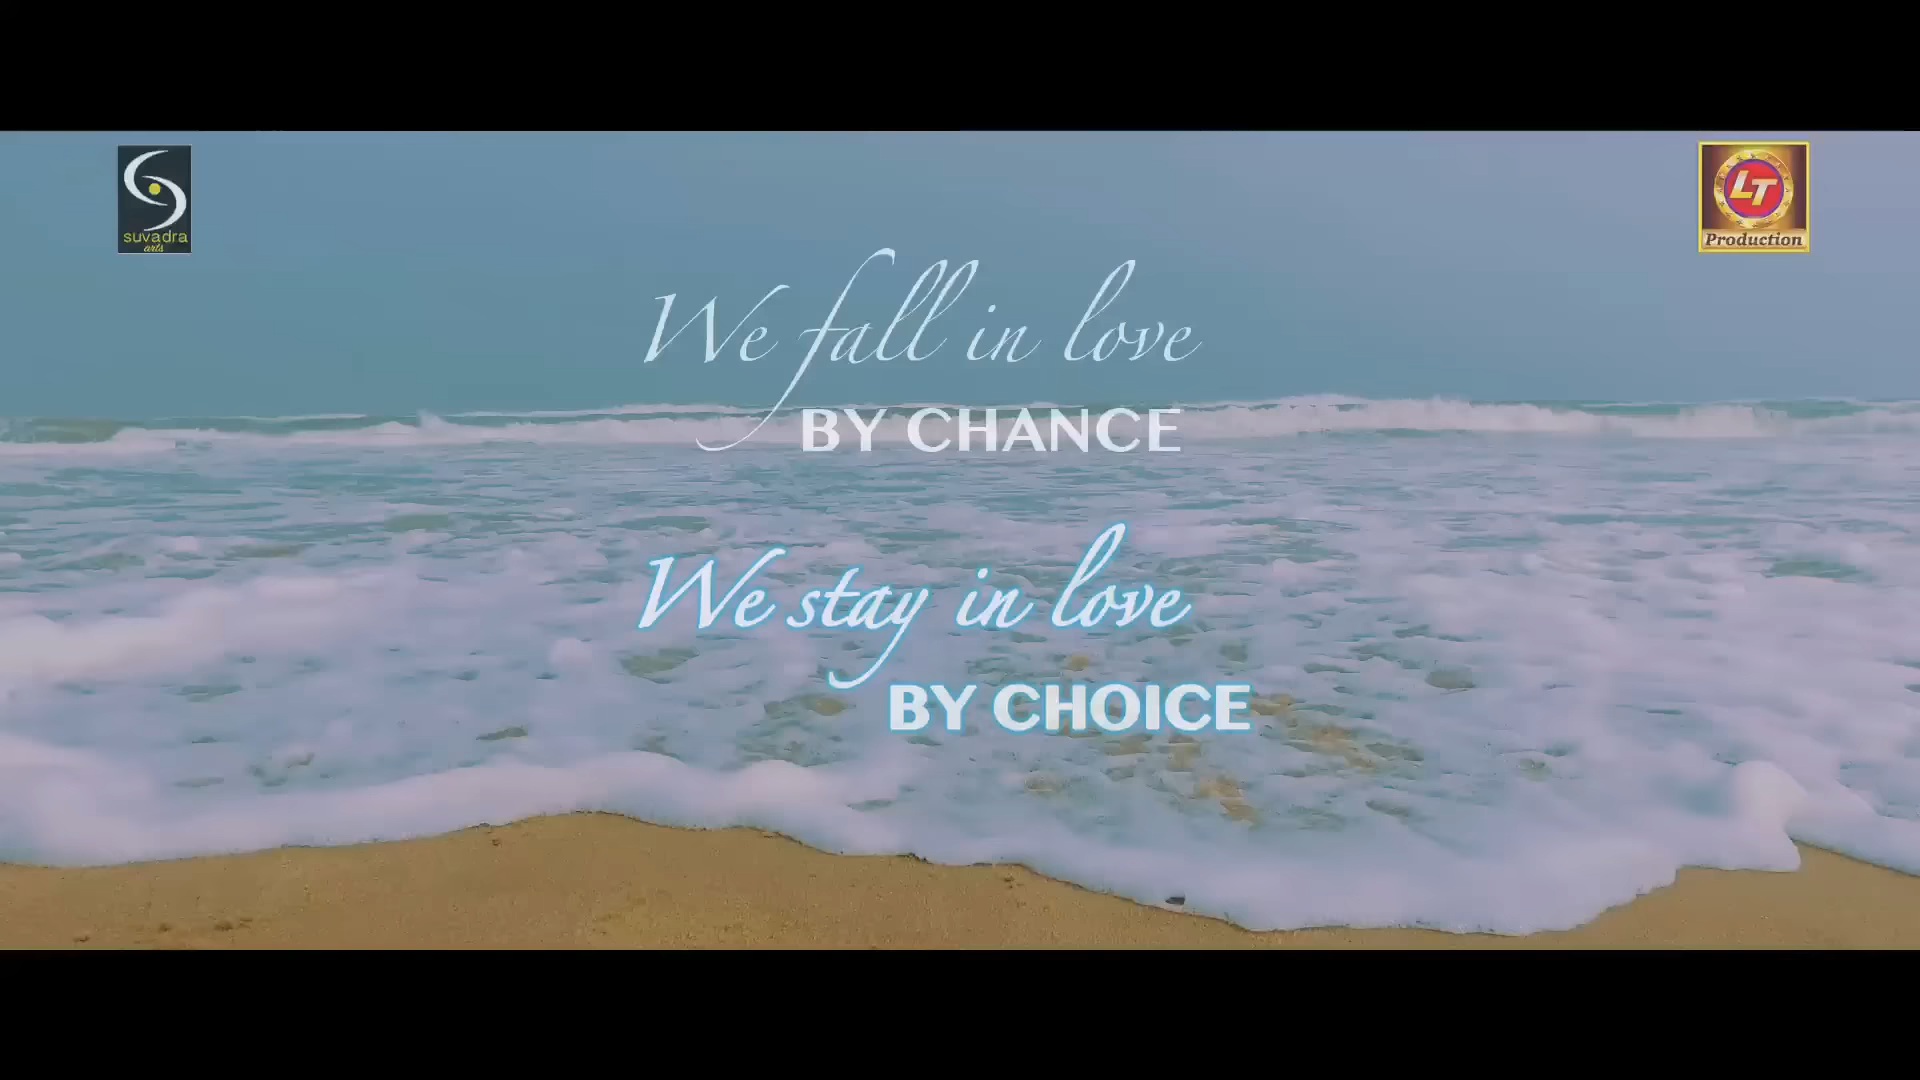 suvadra
arts
LT
Production
We fall in love
BY CHANCE
We stay in love
BY CHOICE